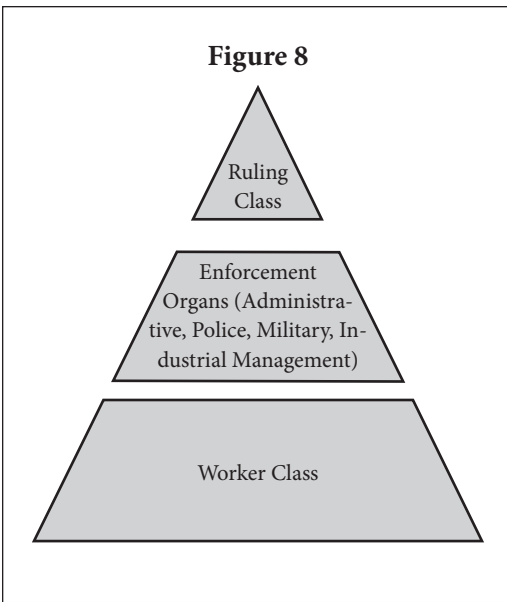 Figure 8
Ruling
Class
Enforcement
Organs (Administra-
tive, Police, Military, In-
dustrial Management)
Worker Class